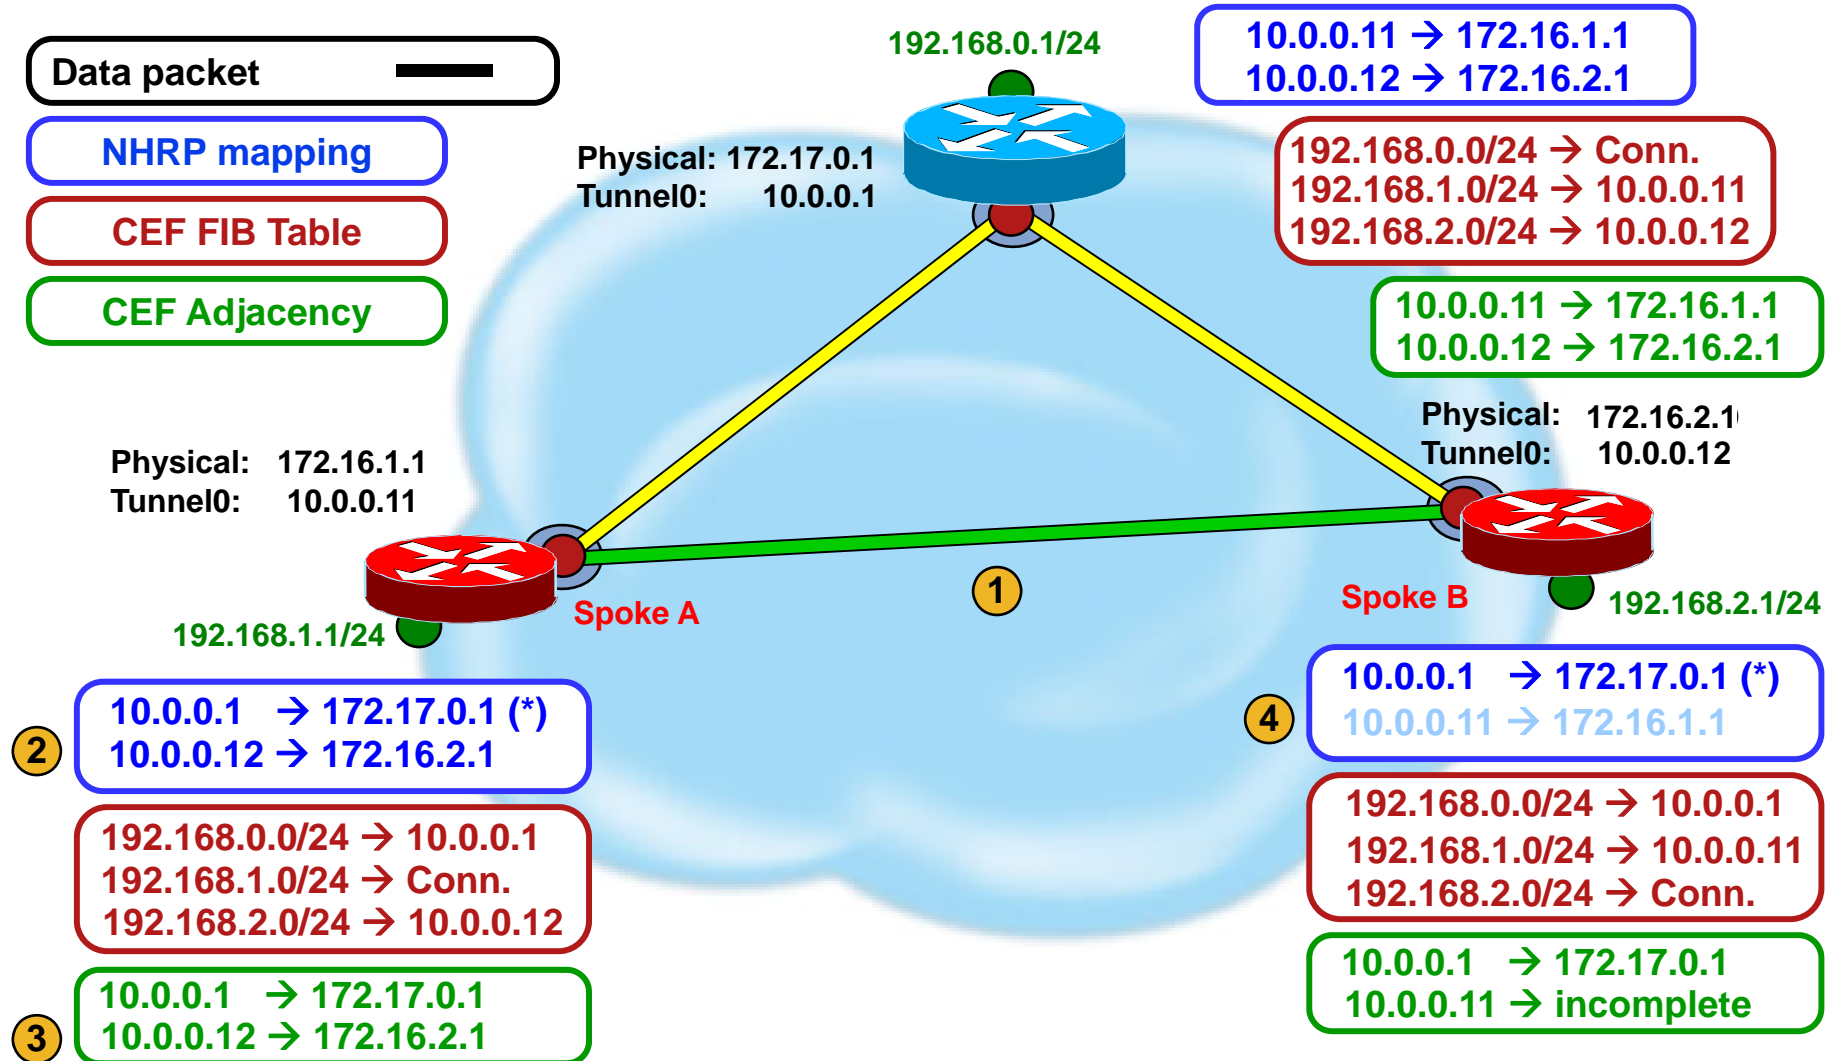 192.168.0.1/24
10.0.0.11 → 172.16.1.1
10.0.0.12 → 172.16.2.1
Data packet
NHRP mapping
CEF FIB Table
CEF Adjacency
Physical: 172.17.0.1
Tunnel0: 10.0.0.1
192.168.0.0/24 → Conn.
192.168.1.0/24 → 10.0.0.11
192.168.2.0/24 → 10.0.0.12
10.0.0.11 → 172.16.1.1
10.0.0.12 → 172.16.2.1
Physical: 172.16.1.1
Tunnel0: 10.0.0.11
Physical: 172.16.2.1
Tunnel0: 10.0.0.12
Spoke A
192.168.1.1/24
1
Spoke B
192.168.2.1/24
2
10.0.0.1 → 172.17.0.1 (*)
10.0.0.12 → 172.16.2.1
192.168.0.0/24 → 10.0.0.1
192.168.1.0/24 → Conn.
192.168.2.0/24 → 10.0.0.12
3
10.0.0.1 → 172.17.0.1
10.0.0.12 → 172.16.2.1
4
10.0.0.1 → 172.17.0.1 (*)
10.0.0.11 → 172.16.1.1
192.168.0.0/24 → 10.0.0.1
192.168.1.0/24 → 10.0.0.11
192.168.2.0/24 → Conn.
10.0.0.1 → 172.17.0.1
10.0.0.11 → incomplete